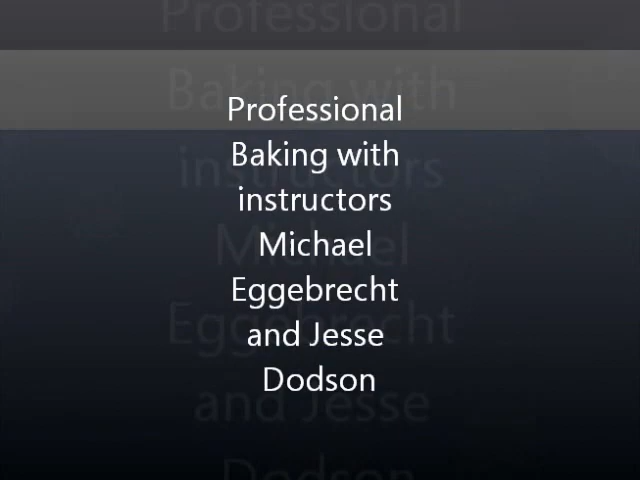 Professional
Baking with
instructors
Michael
Eggebrecht
and Jesse
Dodson